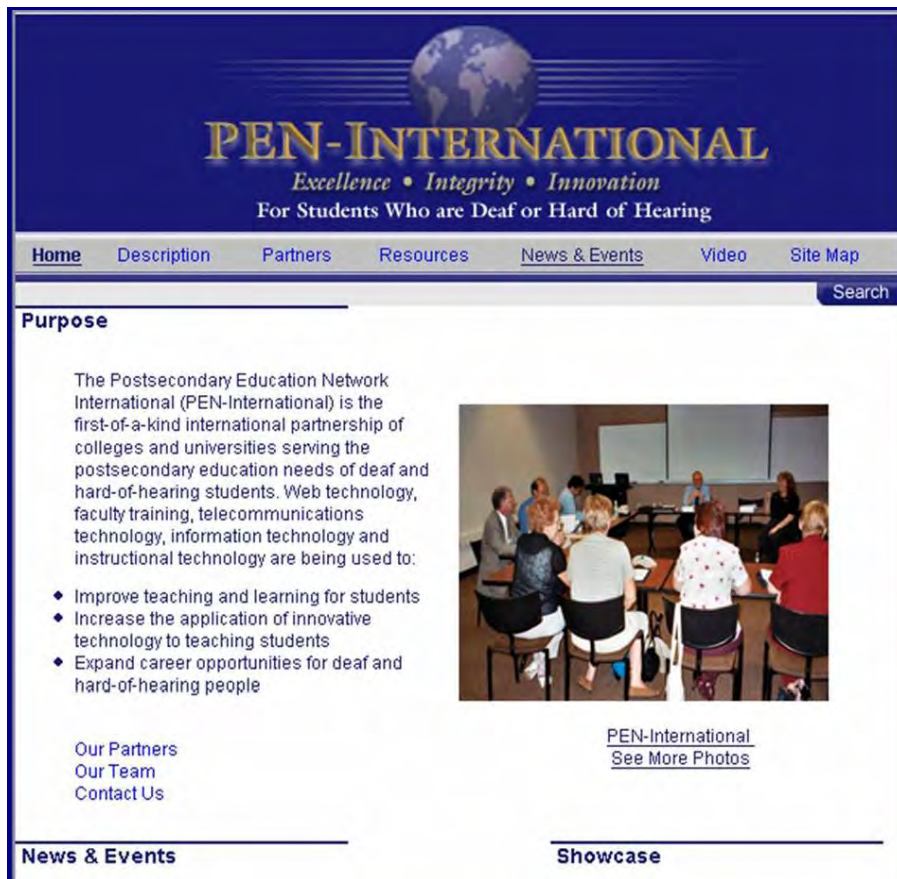 PEN-INTERNATIONAL
Excellence • Integrity • Innovation
For Students Who are Deaf or Hard of Hearing
Home Description Partners Resources News & Events Video Site Map
Search
Purpose
The Postsecondary Education Network
International (PEN-International) is the
first-of-a-kind international partnership of
colleges and universities serving the
postsecondary education needs of deaf and
hard-of-hearing students. Web technology,
faculty training, telecommunications
technology, information technology and
instructional technology are being used to:
Improve teaching and learning for students
Increase the application of innovative
technology to teaching students
Expand career opportunities for deaf and
hard-of-hearing people
Our Partners
Our Team
Contact Us
PEN-International
See More Photos
News & Events
Showcase